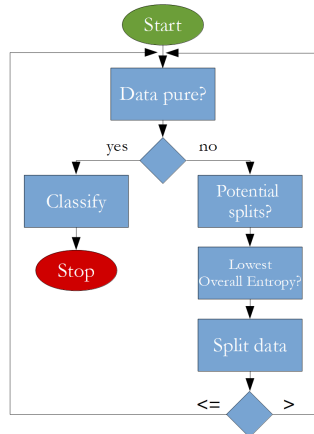 Start
Data pure?
yes
no
Classify
Potential
splits?
Stop
Lowest
Overall Entropy?
Split data
<=
>